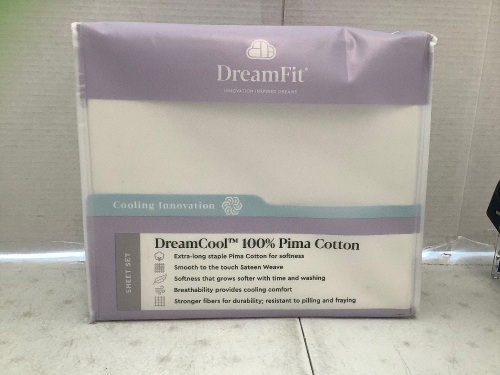 DreamFit®
INNOVATION INSPIRED DREAMS
Cooling Innovation
SHEET SET
DreamCool™ 100% Pima Cotton
Extra-long staple Pima Cotton for softness
Smooth to the touch Sateen Weave
Softness that grows softer with time and washing
Breathability provides cooling comfort
Stronger fibers for durability; resistant to pilling and fraying